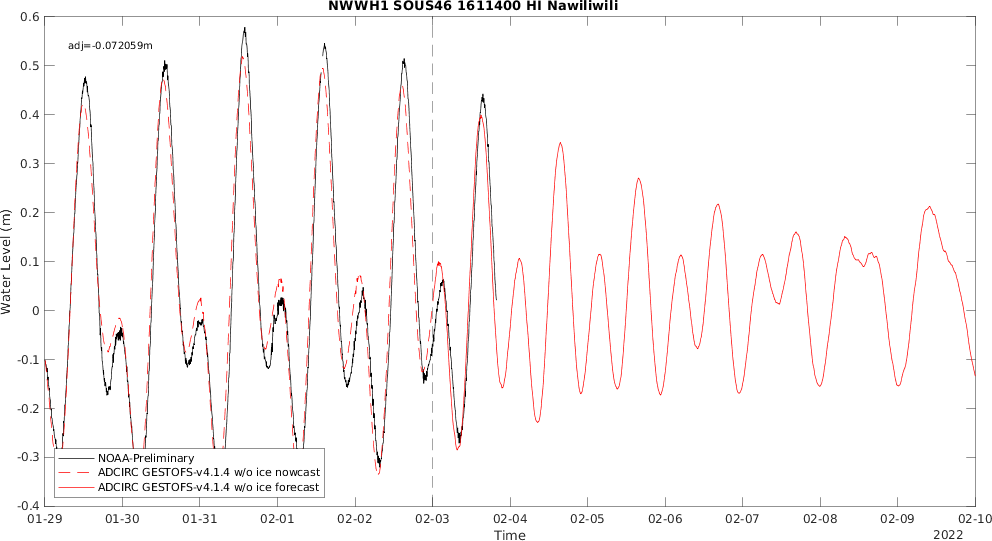 NWWH1 SOUS46 1611400 HI Nawiliwili
adj=-0.072059m
Water Level (m)
0.6
0.5
0.4
0.3
0.2
0.1
0
-0.1
-0.2
-0.3
-0.4
NOAA-Preliminary
ADCIRC GESTOFS-v4.1.4 w/o ice nowcast
ADCIRC GESTOFS-v4.1.4 w/o ice forecast
01-29 01-30 01-31 02-01 02-02 02-03 02-04 02-05 02-06 02-07 02-08 02-09 02-10
Time
2022